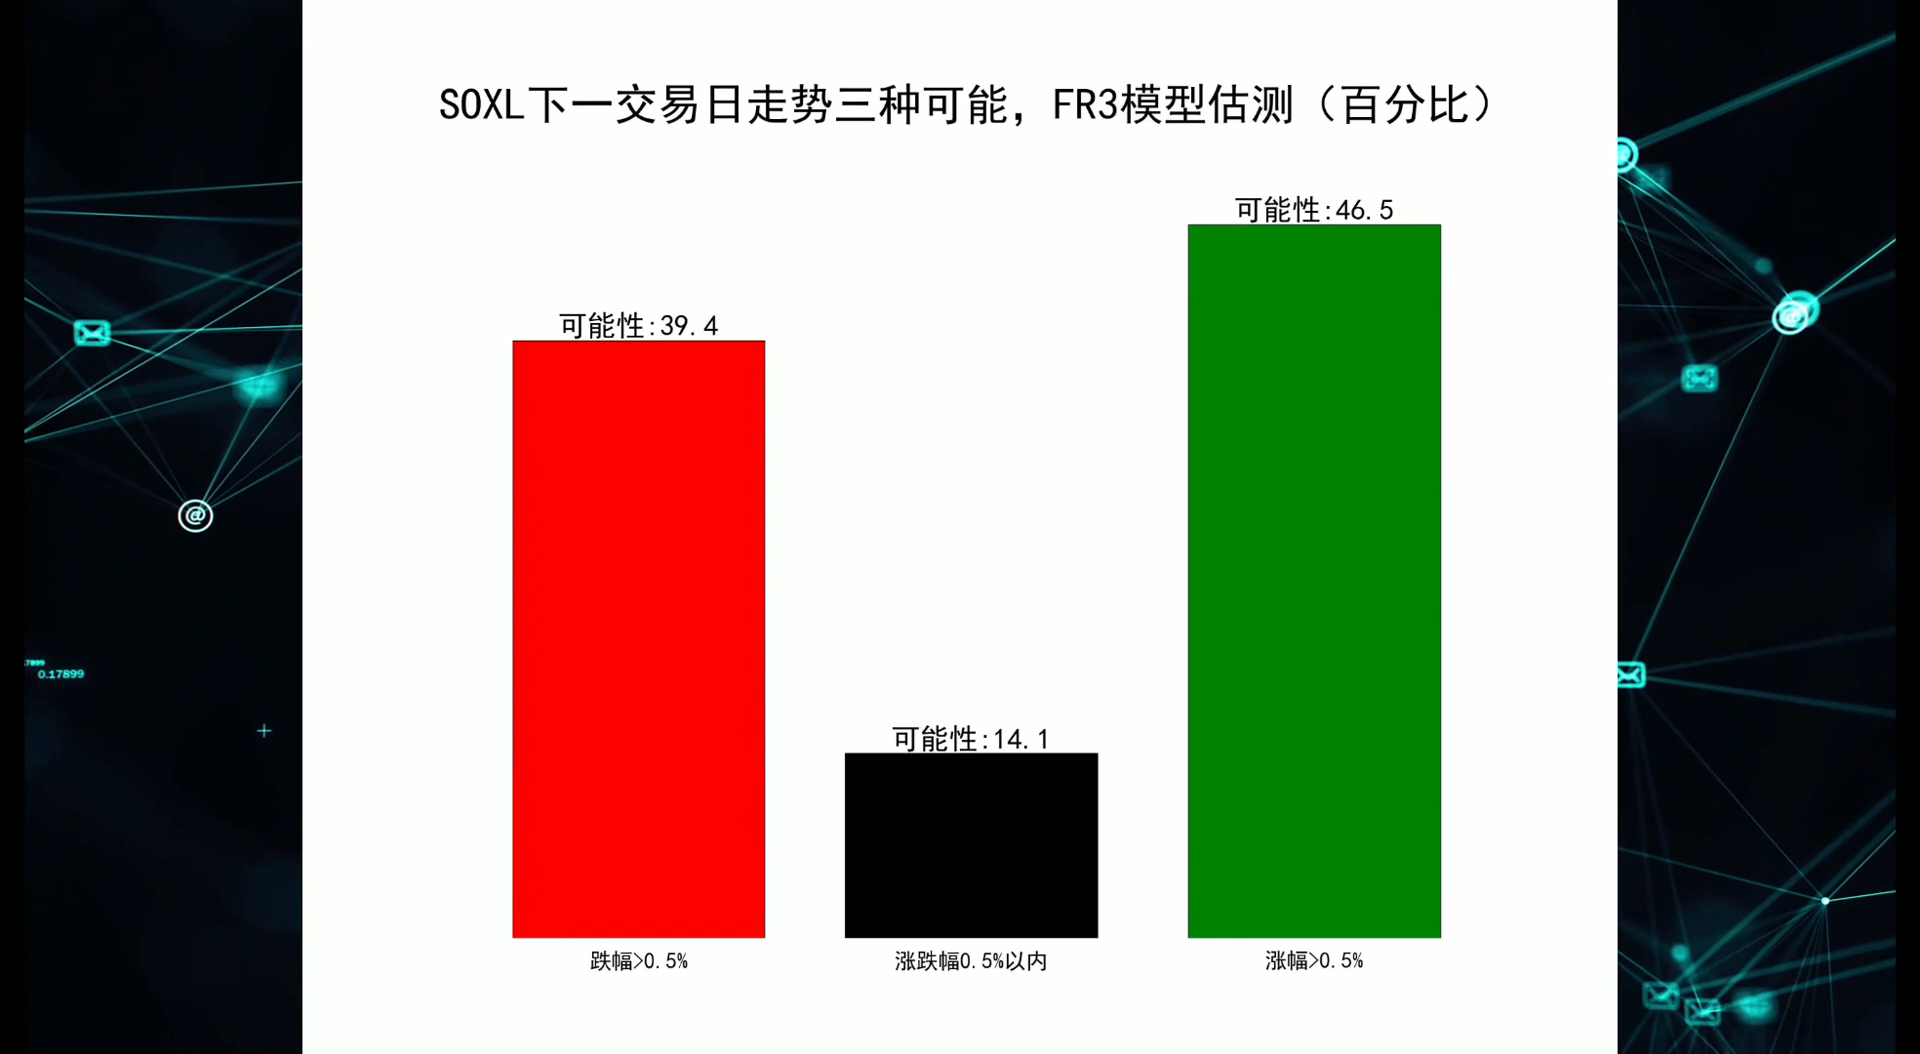 SOXL下一交易日走势三种可能，FR3模型估测（百分比）
可能性:46.5
可能性:39.4
可能性:14.1
跌幅>0.5%
涨跌幅0.5%以内
涨幅>0.5%
7899
0.17899